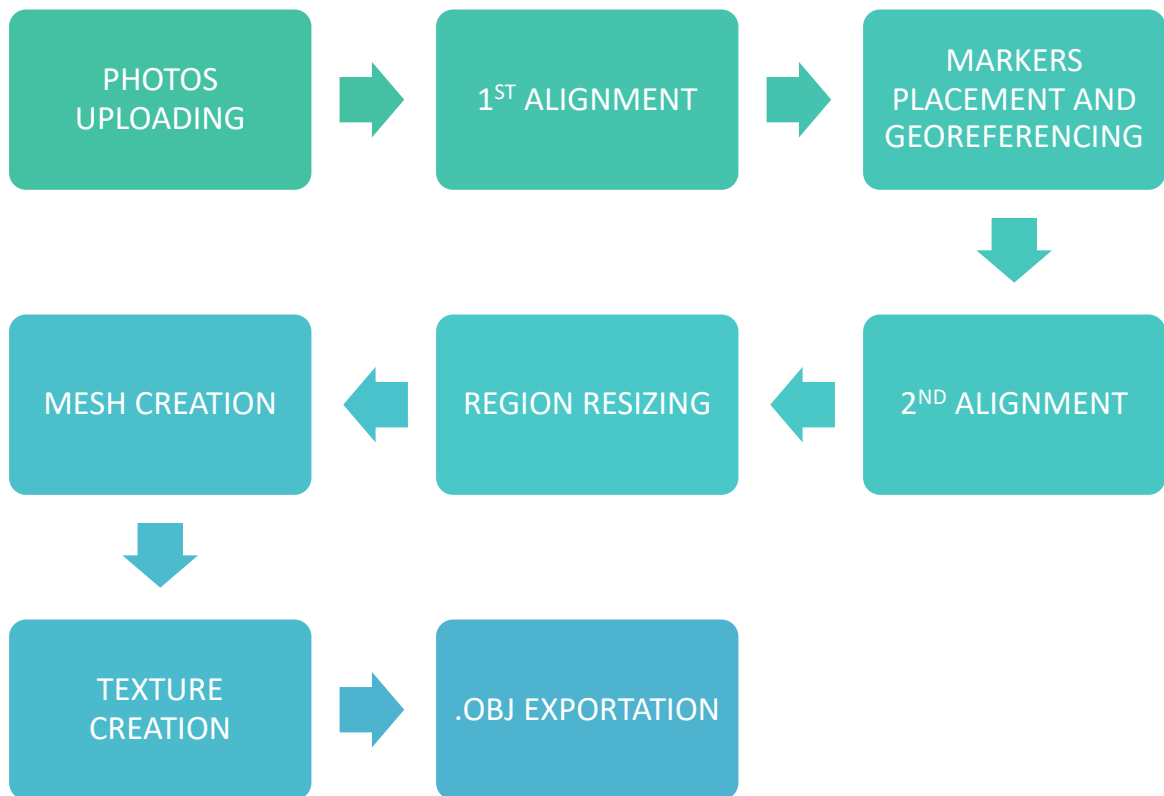 PHOTOS
UPLOADING
1ST ALIGNMENT
MARKERS
PLACEMENT AND
GEOREFERENCING
2ND ALIGNMENT
REGION RESIZING
MESH CREATION
TEXTURE
CREATION
.OBJ EXPORTATION